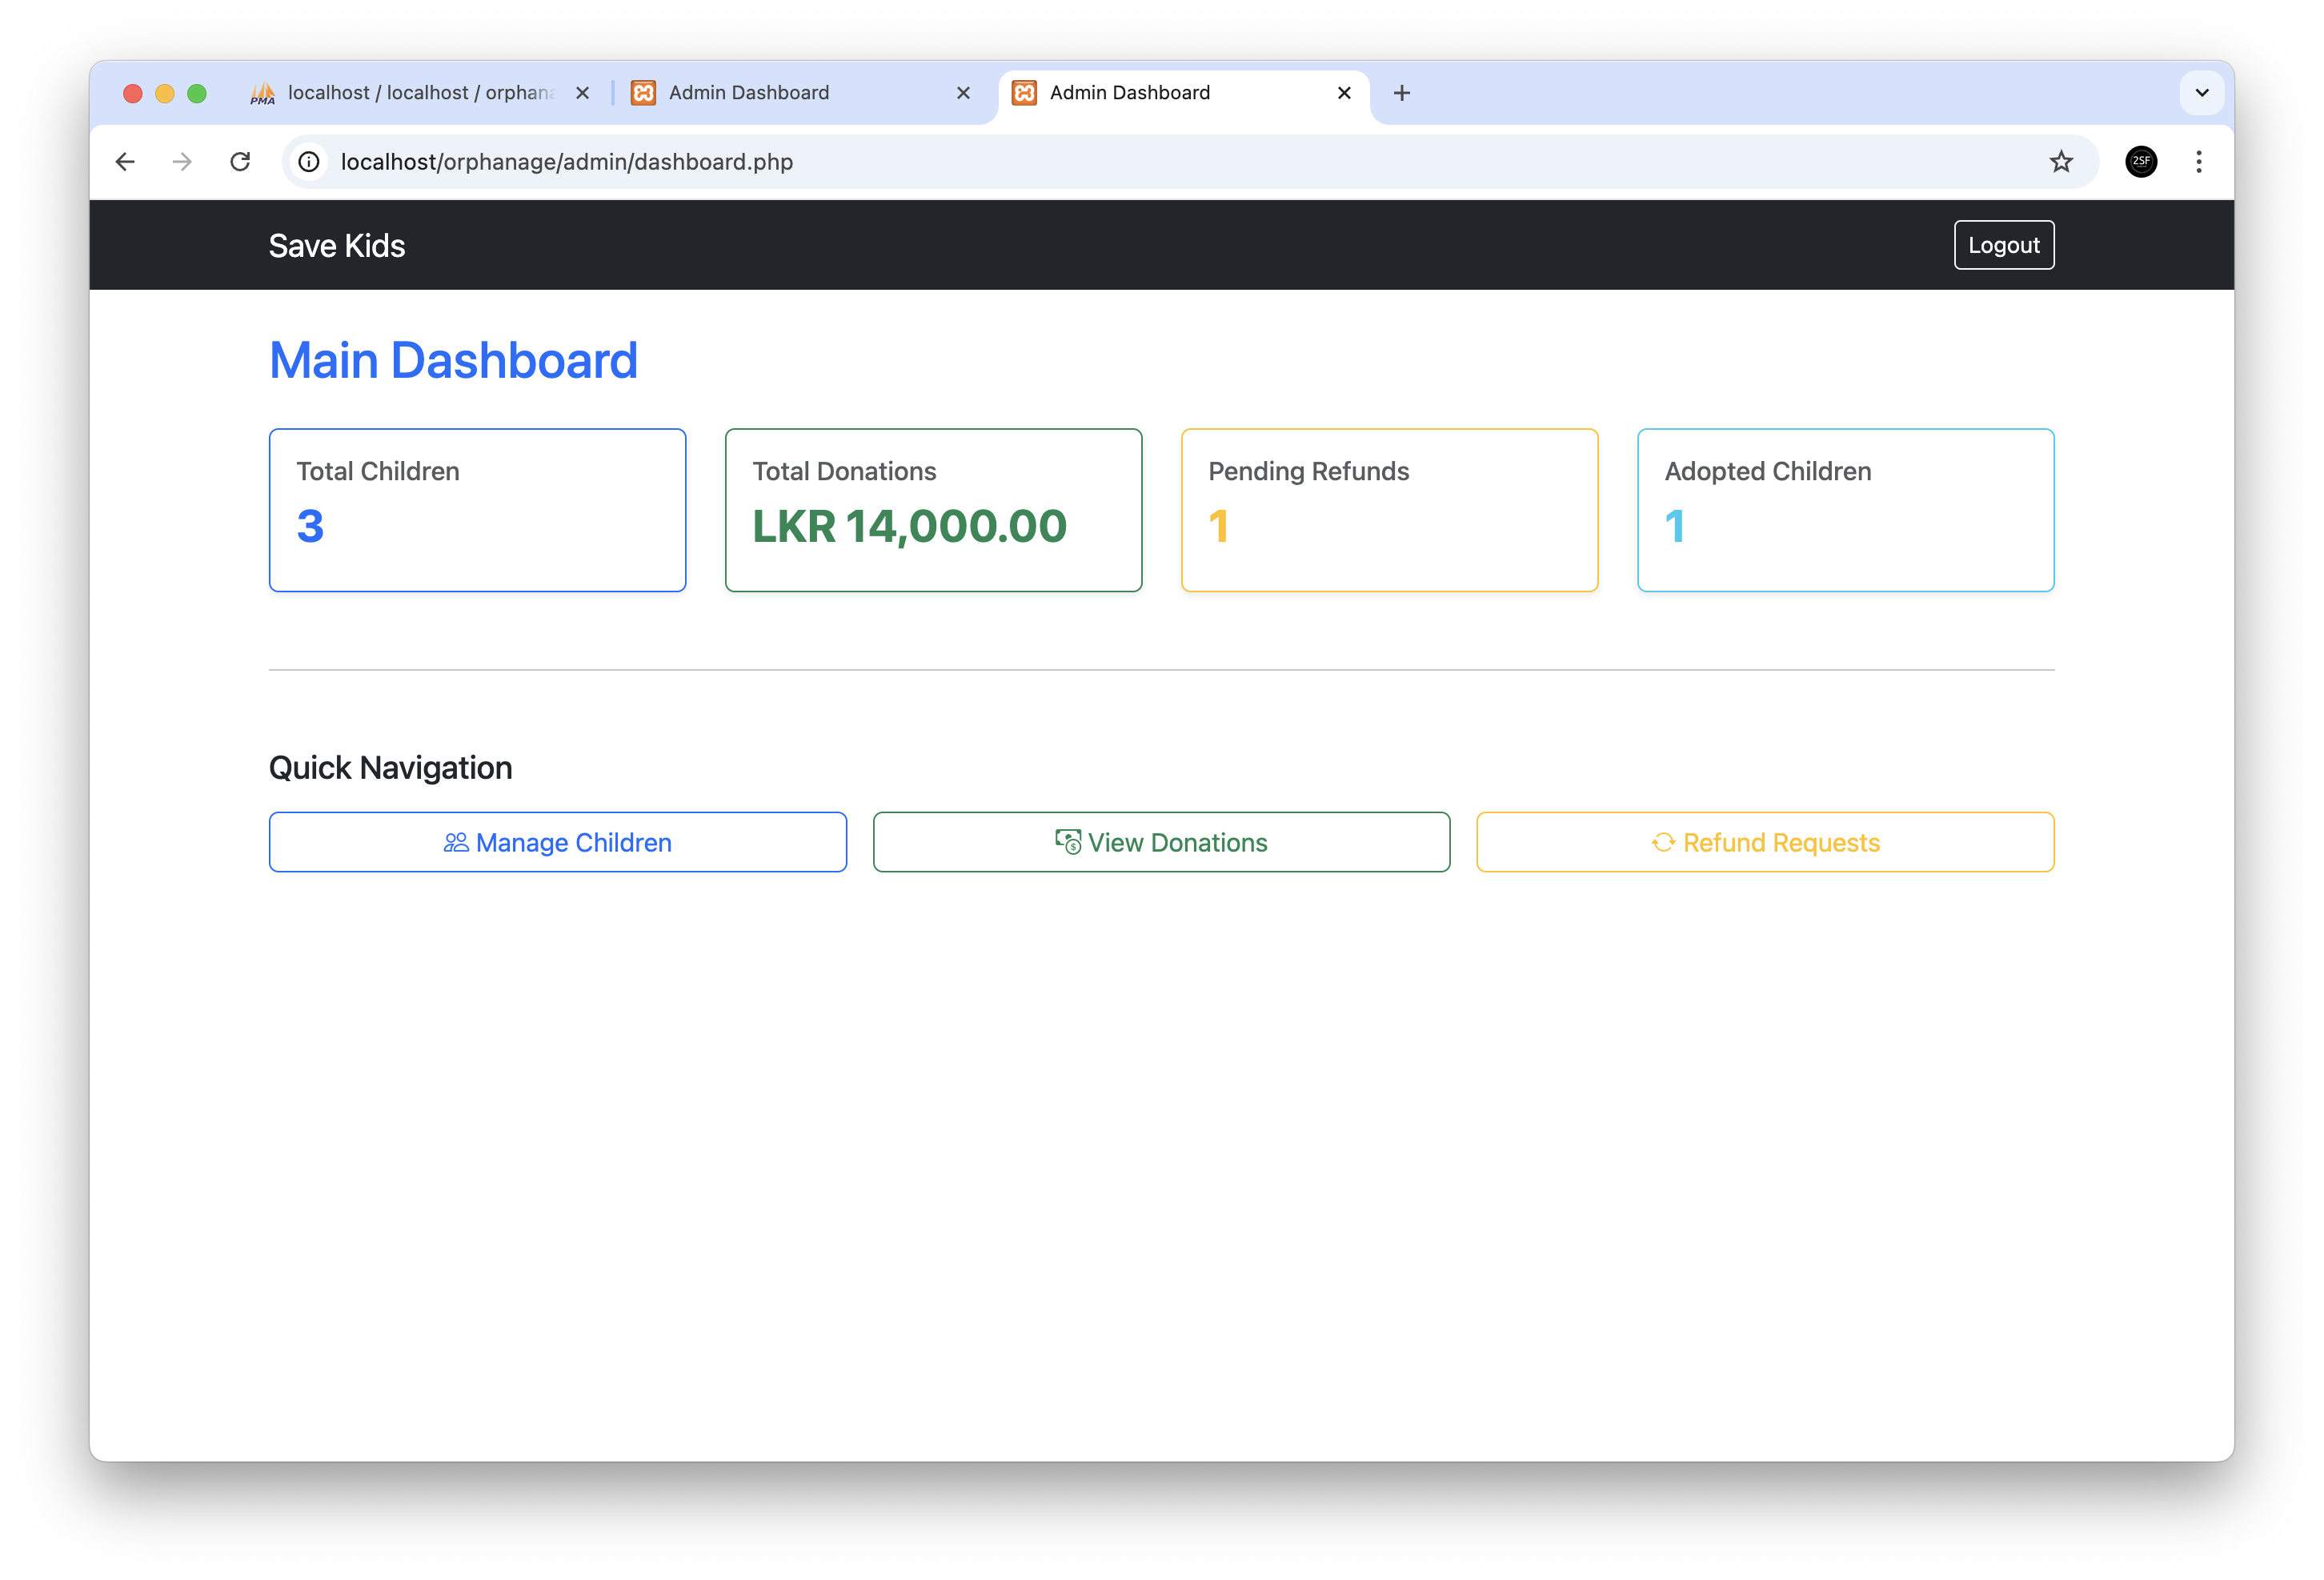 PMA localhost / localhost / orphana
Admin Dashboard
Admin Dashboard
localhost/orphanage/admin/dashboard.php
2SF
Save Kids
Logout
Main Dashboard
Total Children
3
Total Donations
LKR 14,000.00
Pending Refunds
1
Adopted Children
1
Quick Navigation
Manage Children
View Donations
Refund Requests